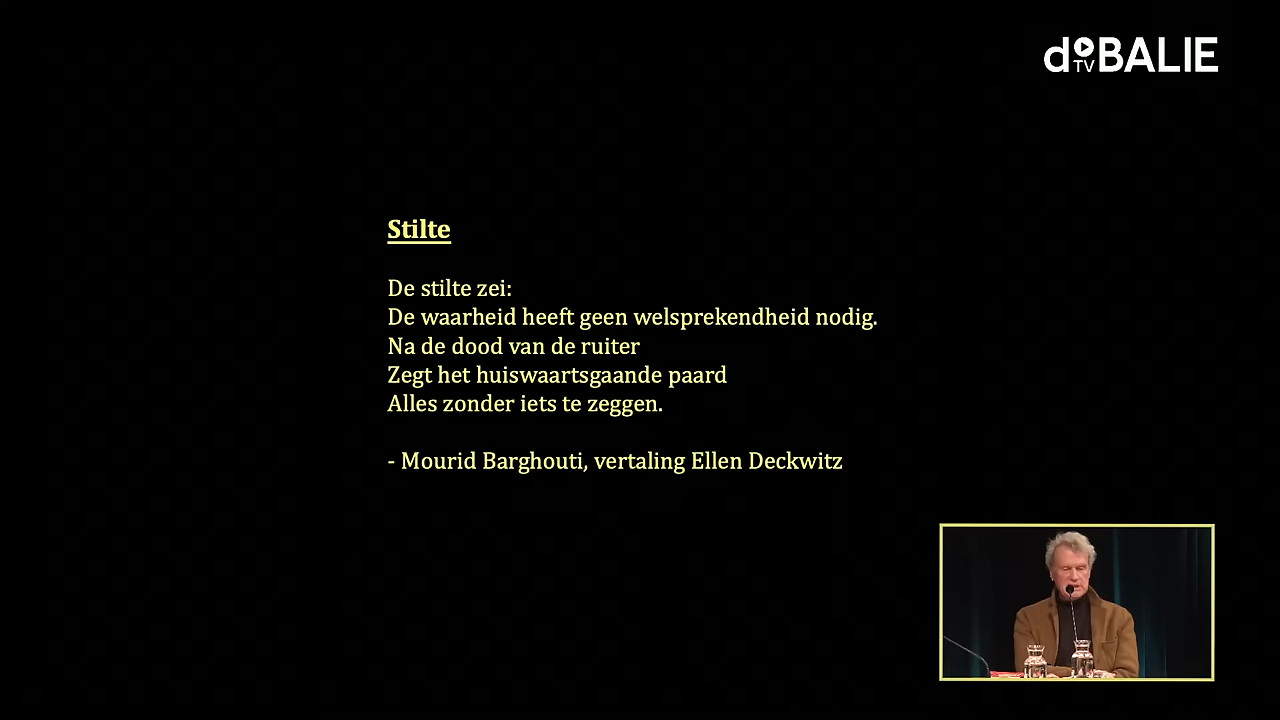 de BALIE
TV
Stilte
De stilte zei:
De waarheid heeft geen welsprekendheid nodig.
Na de dood van de ruiter
Zegt het huiswaartsgaande paard
Alles zonder iets te zeggen.
- Mourid Barghouti, vertaling Ellen Deckwitz